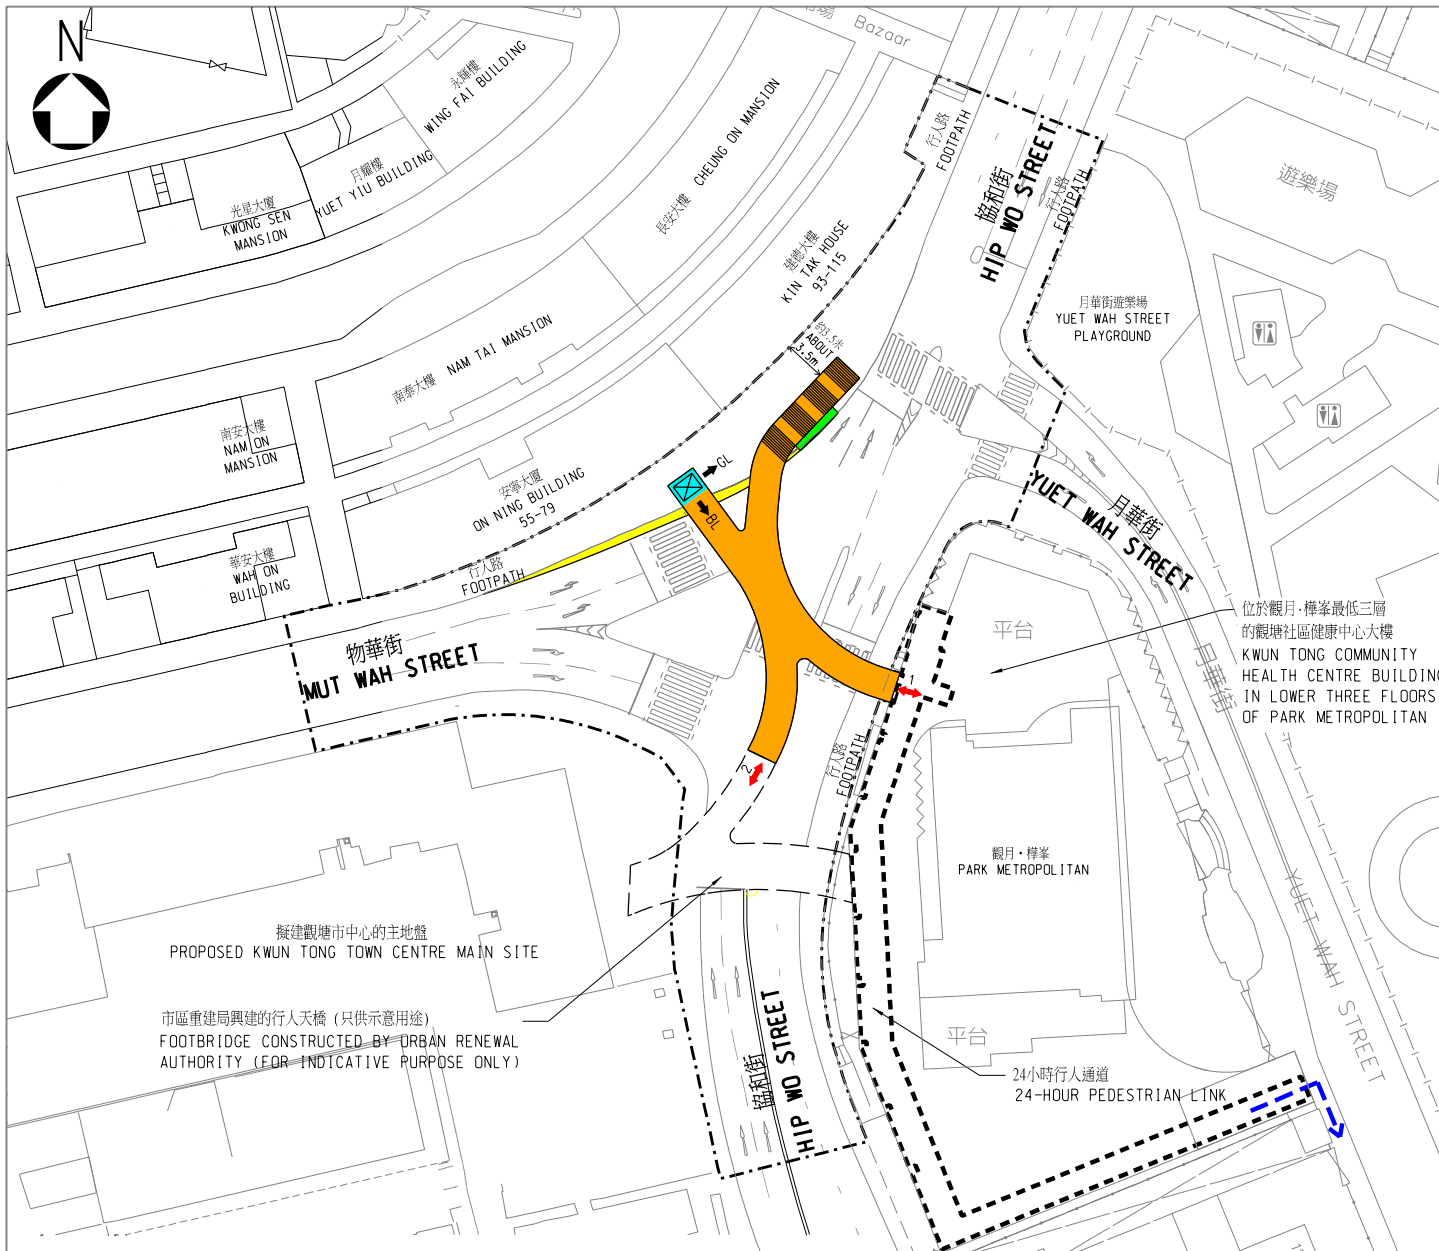 N
場
Bazaar
永輝樓
WING FAI BUILDING
月耀樓
YUET YIU BUILDING
光星大廈
KWONG SEN
MANSION
長安大樓 CHEUNG ON MANSION
建德大樓
KIN TAK HOUSE
93-115
行人路
FOOTPATH
協和街
HIP WO STREET
行人路
FOOTPATH
遊樂場
月華街遊樂場
YUET WAH STREET
PLAYGROUND
約3.5米
ABOUT
3.5m
南泰大樓 NAM TAI MANSION
南安大樓
NAM ON
MANSION
安寧大廈
ON NING BUILDING
55-79
GL
BL
華安大樓
WAH ON
BUILDING
行人路
FOOTPATH
月華街
YUET WAH STREET
物華街
MUT WAH STREET
平台
位於觀月·樺峯最低三層
的觀塘社區健康中心大樓
KWUN TONG COMMUNITY
HEALTH CENTRE BUILDING
IN LOWER THREE FLOORS
OF PARK METROPOLITAN
月華街
1
2
行人路
FOOTPATH
觀月·樺峯
PARK METROPOLITAN
擬建觀塘市中心的主地盤
PROPOSED KWUN TONG TOWN CENTRE MAIN SITE
YUET WAH STREET
市區重建局興建的行人天橋 (只供示意用途)
FOOTBRIDGE CONSTRUCTED BY URBAN RENEWAL
AUTHORITY (FOR INDICATIVE PURPOSE ONLY)
協和街
HIP WO STREET
平台
24小時行人通道
24-HOUR PEDESTRIAN LINK